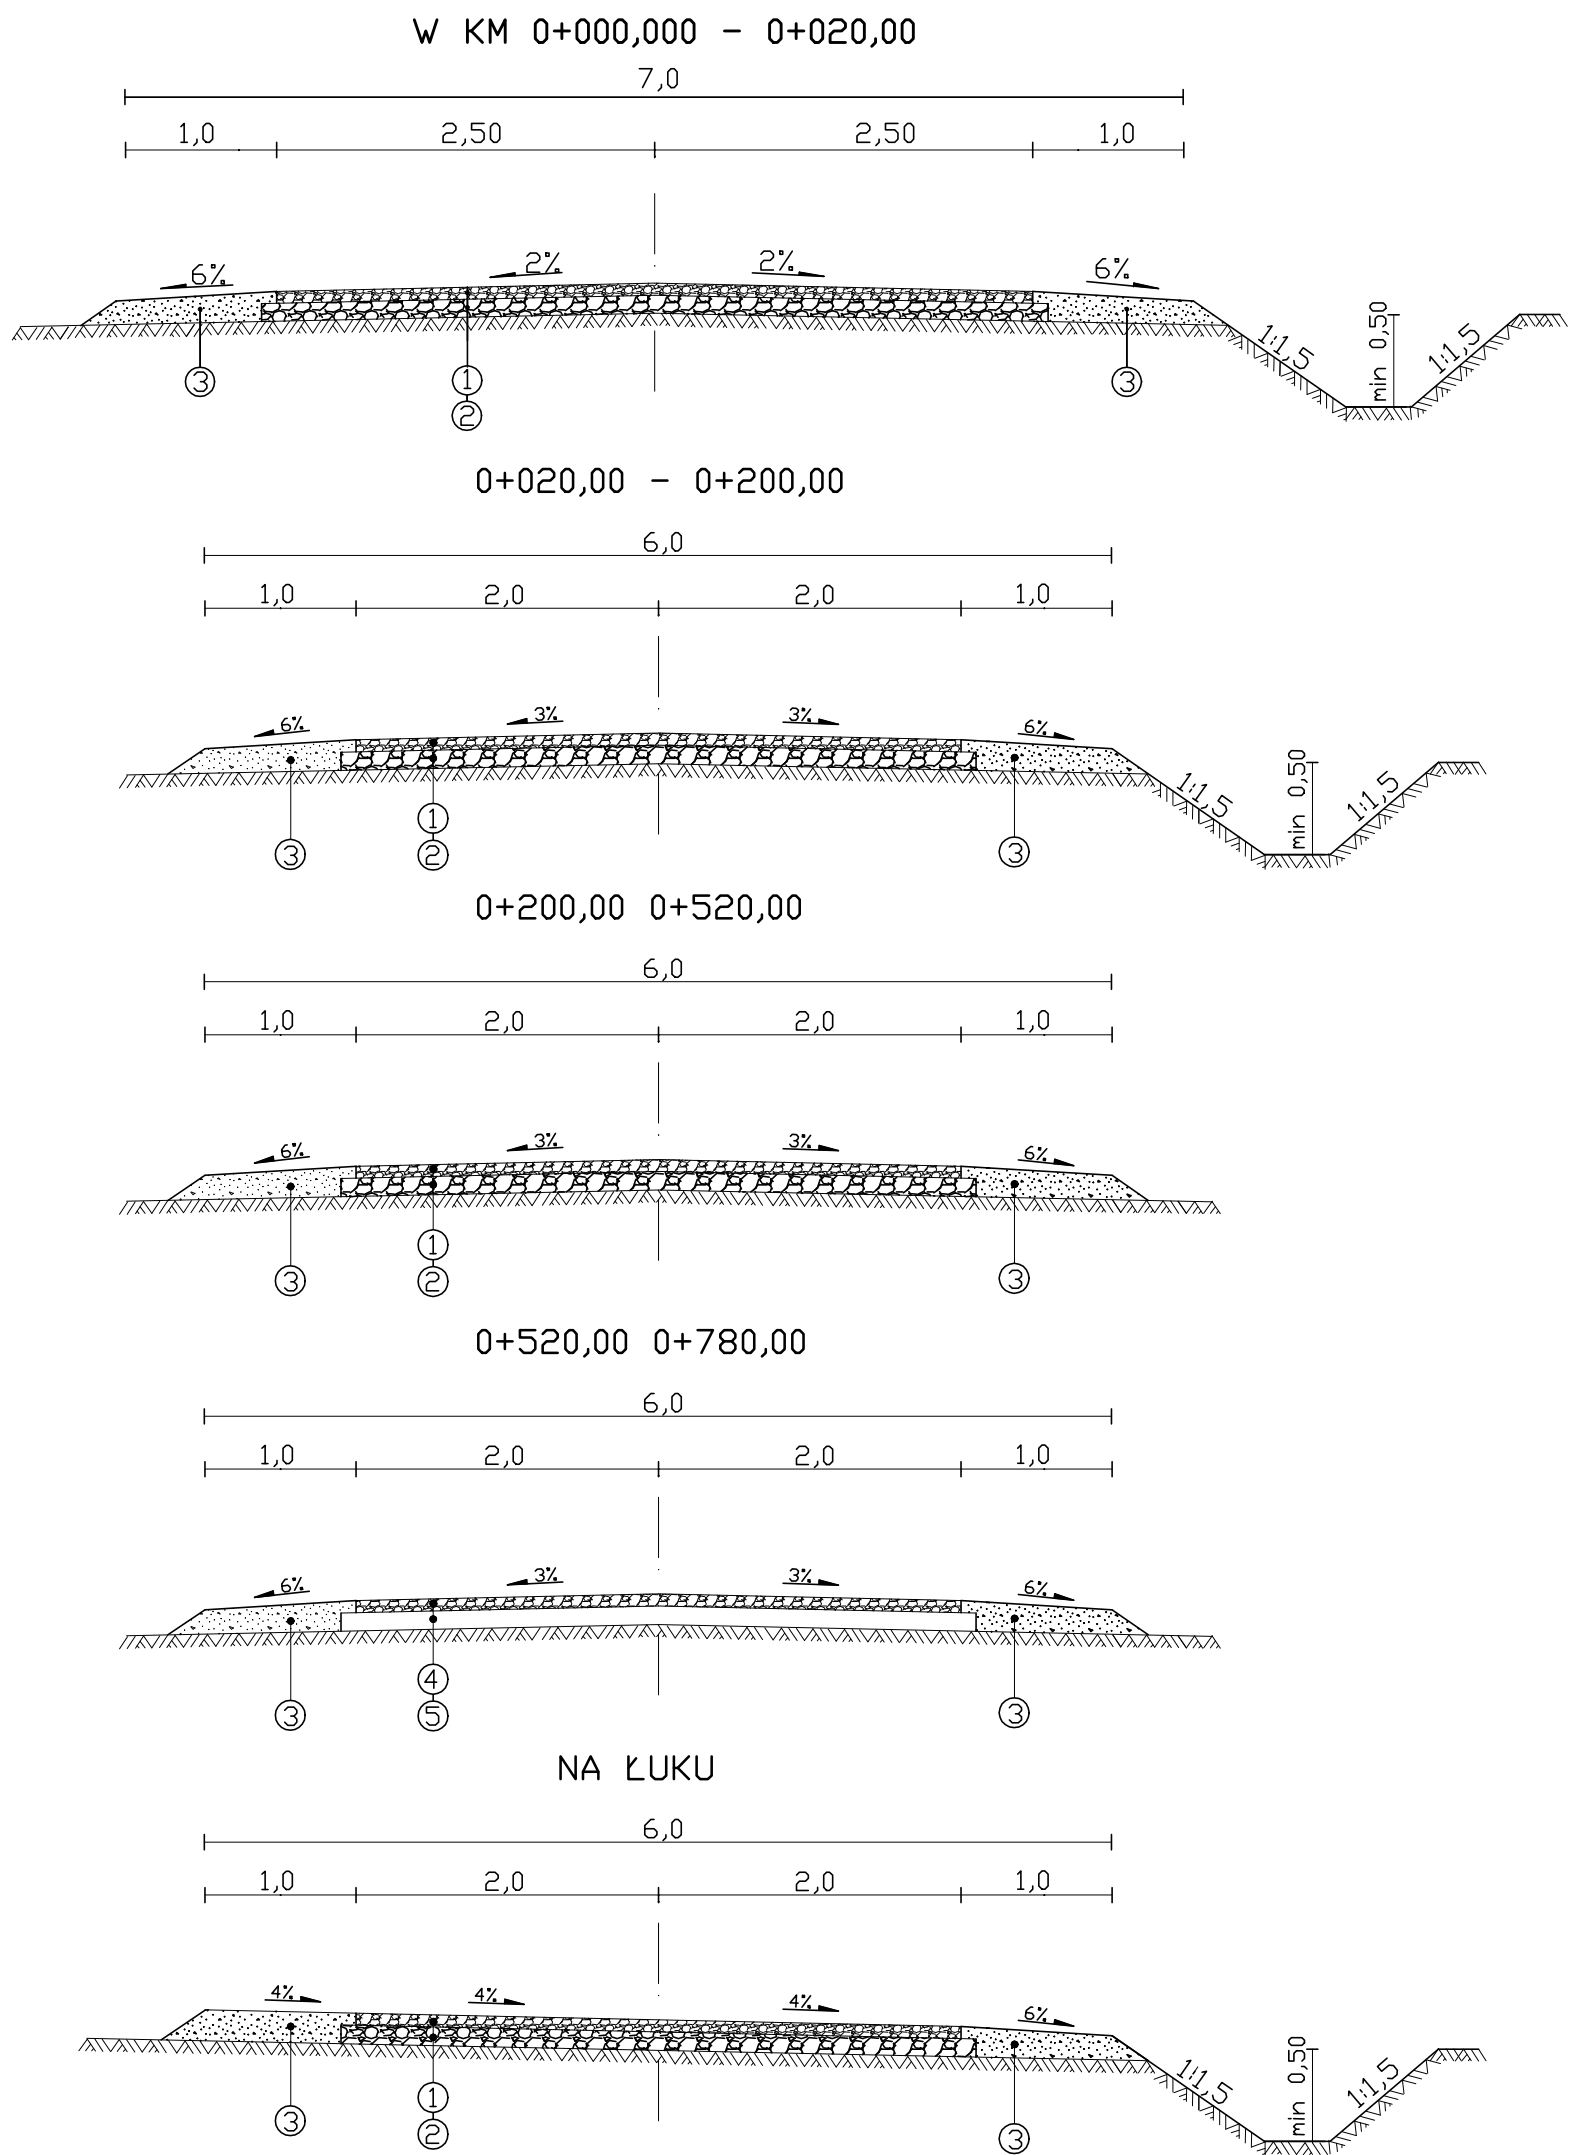 W KM 0+000,000 - 0+020,00
7,0
1,0 2,50 2,50 1,0
6% 2% 2% 6%
1:1,5 min 0,50 1:1,5
3 1 3
2
0+020,00 - 0+200,00
6,0
1,0 2,0 2,0 1,0
6% 3% 3% 6%
1:1,5 min 0,50 1:1,5
1
3 2 3
0+200,00 0+520,00
6,0
1,0 2,0 2,0 1,0
6% 3% 3% 6%
1
3 2 3
0+520,00 0+780,00
6,0
1,0 2,0 2,0 1,0
6% 3% 3% 6%
4
3 5 3
NA ŁUKU
6,0
1,0 2,0 2,0 1,0
4% 4% 4% 6%
1:1,5 min 0,50 1:1,5
1
3 2 3